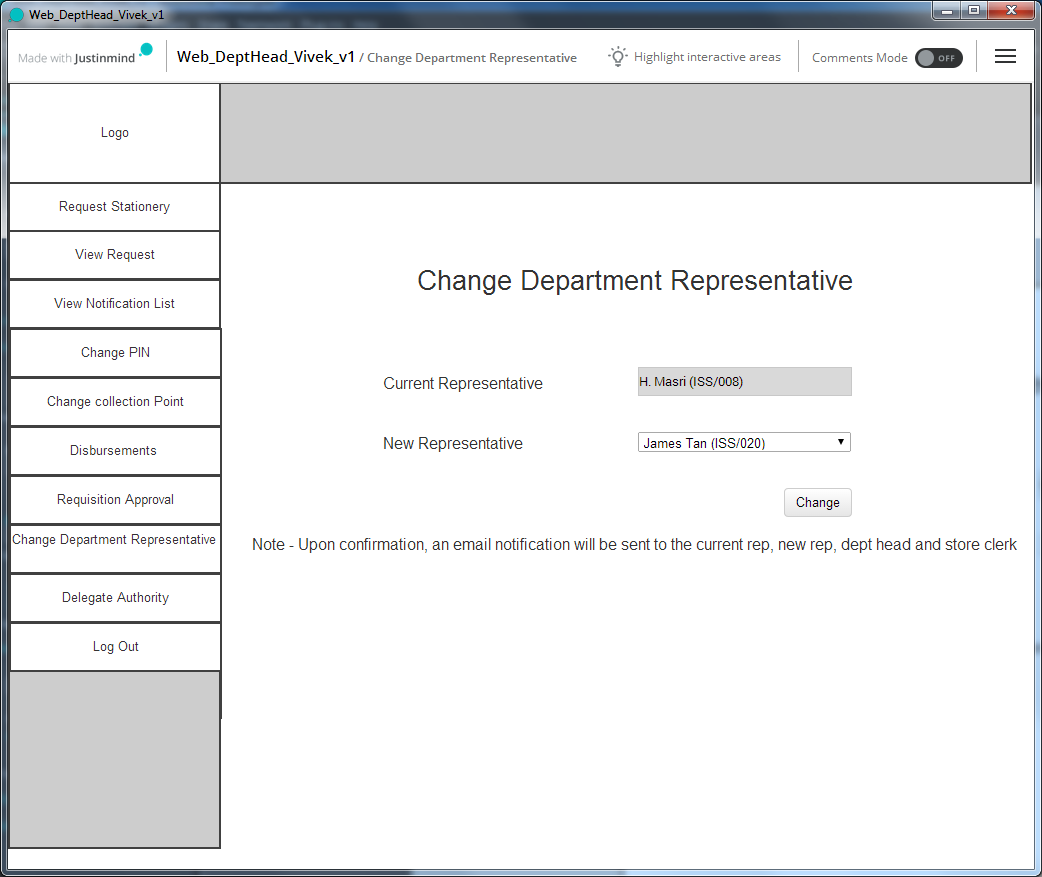 Web_DeptHead_Vivek_v1
Made with Justinmind
Web_DeptHead_Vivek_v1 / Change Department Representative
Highlight interactive areas
Comments Mode OFF
Logo
Request Stationery
View Request
View Notification List
Change PIN
Change collection Point
Disbursements
Requisition Approval
Change Department Representative
Delegate Authority
Log Out
Change Department Representative
Current Representative H. Masri (ISS/008)
New Representative James Tan (ISS/020)
Change
Note - Upon confirmation, an email notification will be sent to the current rep, new rep, dept head and store clerk